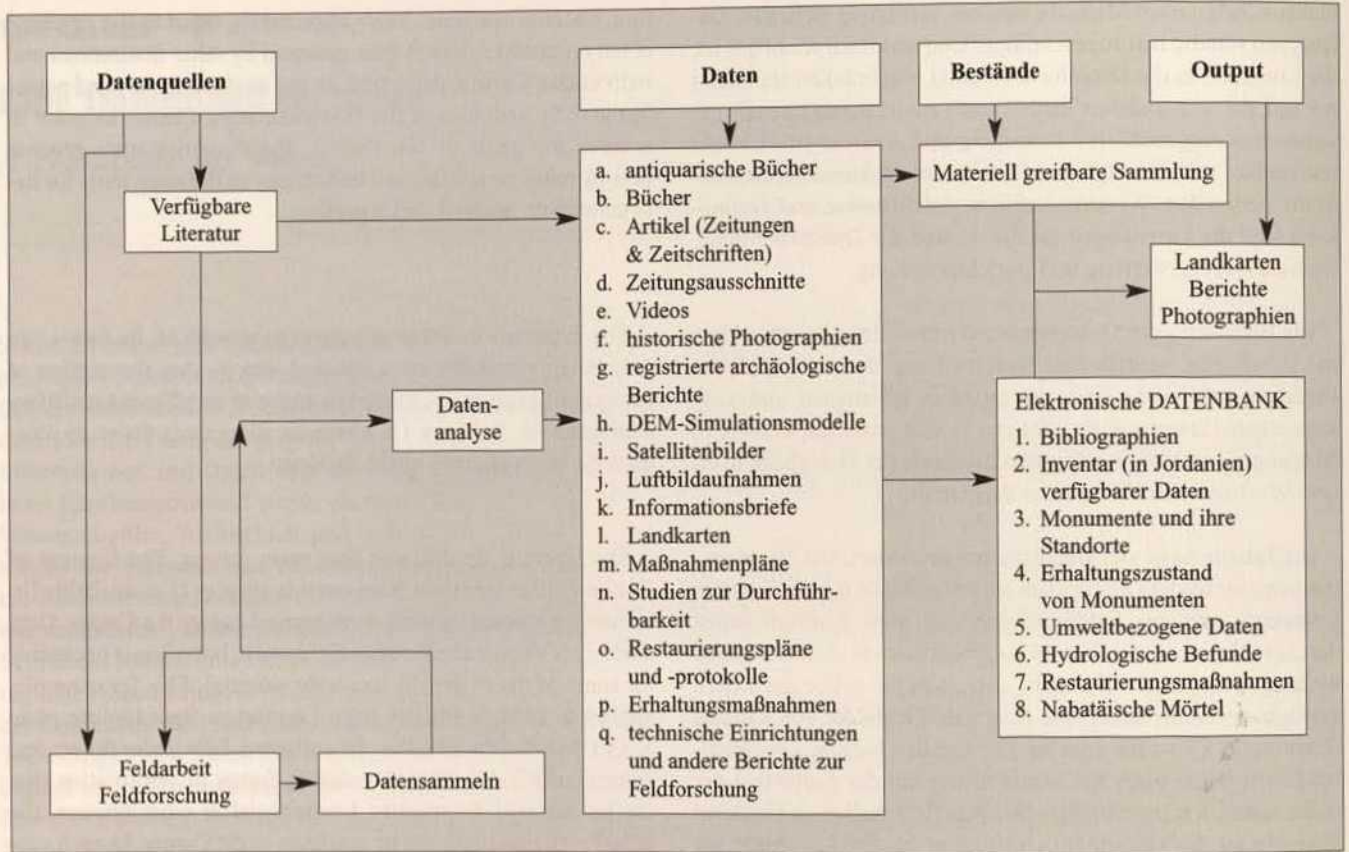 Datenquellen
Daten
Bestände
Output
Verfügbare
Literatur
Daten-
analyse
Feldarbeit
Feldforschung
Datensammeln
a. antiquarische Bücher
b. Bücher
c. Artikel (Zeitungen
& Zeitschriften)
d. Zeitungsausschnitte
e. Videos
f. historische Photographien
g. registrierte archäologische
Berichte
h. DEM-Simulationsmodelle
i. Satellitenbilder
j. Luftbildaufnahmen
k. Informationsbriefe
l. Landkarten
m. Maßnahmenpläne
n. Studien zur Durchführ-
barkeit
o. Restaurierungspläne
und -protokolle
p. Erhaltungsmaßnahmen
q. technische Einrichtungen
und andere Berichte zur
Feldforschung
Materiell greifbare Sammlung
Landkarten
Berichte
Photographien
Elektronische DATENBANK
1. Bibliographien
2. Inventar (in Jordanien)
verfügbarer Daten
3. Monumente und ihre
Standorte
4. Erhaltungszustand
von Monumenten
5. Umweltbezogene Daten
6. Hydrologische Befunde
7. Restaurierungsmaßnahmen
8. Nabatäische Mörtel